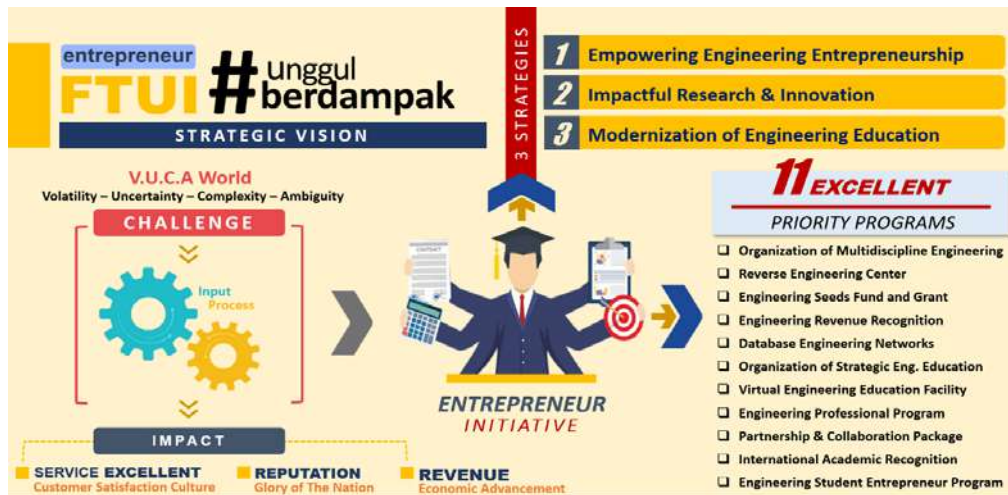 entrepreneur
FTUI
#Unggul
berdampak
STRATEGIC VISION
V.U.C.A World
Volatility – Uncertainty – Complexity – Ambiguity
CHALLENGE
Input
Process
IMPACT
SERVICE EXCELLENT
Customer Satisfaction Culture
REPUTATION
Glory of The Nation
REVENUE
Economic Advancement
3 STRATEGIES
CONTRACT
ENTREPRENEUR
INITIATIVE
1 Empowering Engineering Entrepreneurship
2 Impactful Research & Innovation
3 Modernization of Engineering Education
11 EXCELLENT
PRIORITY PROGRAMS
❑ Organization of Multidiscipline Engineering
❑ Reverse Engineering Center
❑ Engineering Seeds Fund and Grant
❑ Engineering Revenue Recognition
❑ Database Engineering Networks
❑ Organization of Strategic Eng. Education
❑ Virtual Engineering Education Facility
❑ Engineering Professional Program
❑ Partnership & Collaboration Package
❑ International Academic Recognition
❑ Engineering Student Entrepreneur Program